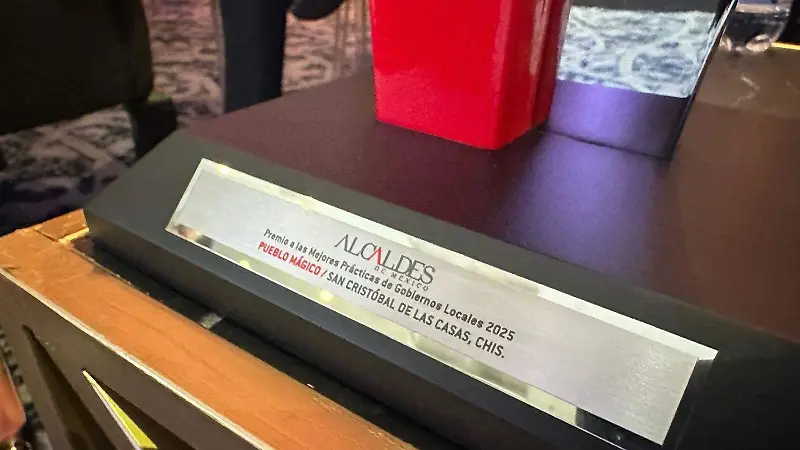 ALCALDES
DE MÉXICO
Premio a las Mejores Prácticas de Gobiernos Locales 2025
PUEBLO MÁGICO / SAN CRISTÓBAL DE LAS CASAS, CHIS.